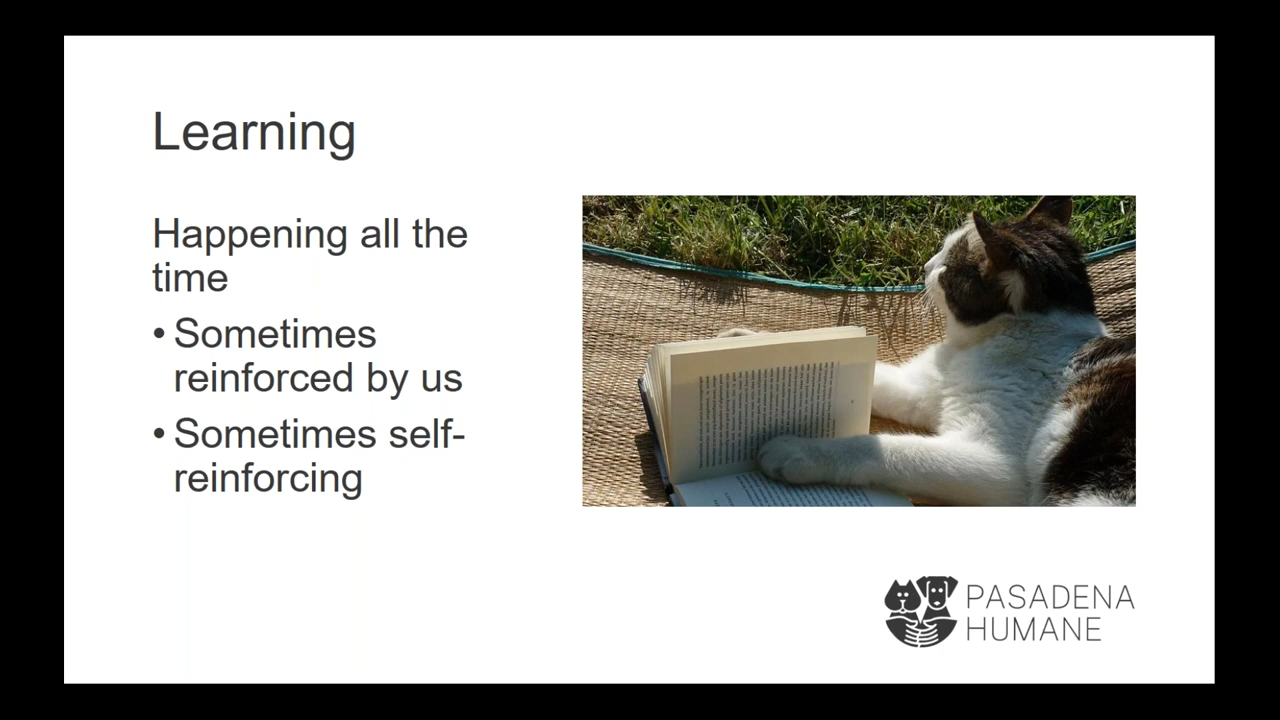 Learning
Happening all the
time
• Sometimes
reinforced by us
• Sometimes self-
reinforcing
PASADENA
HUMANE